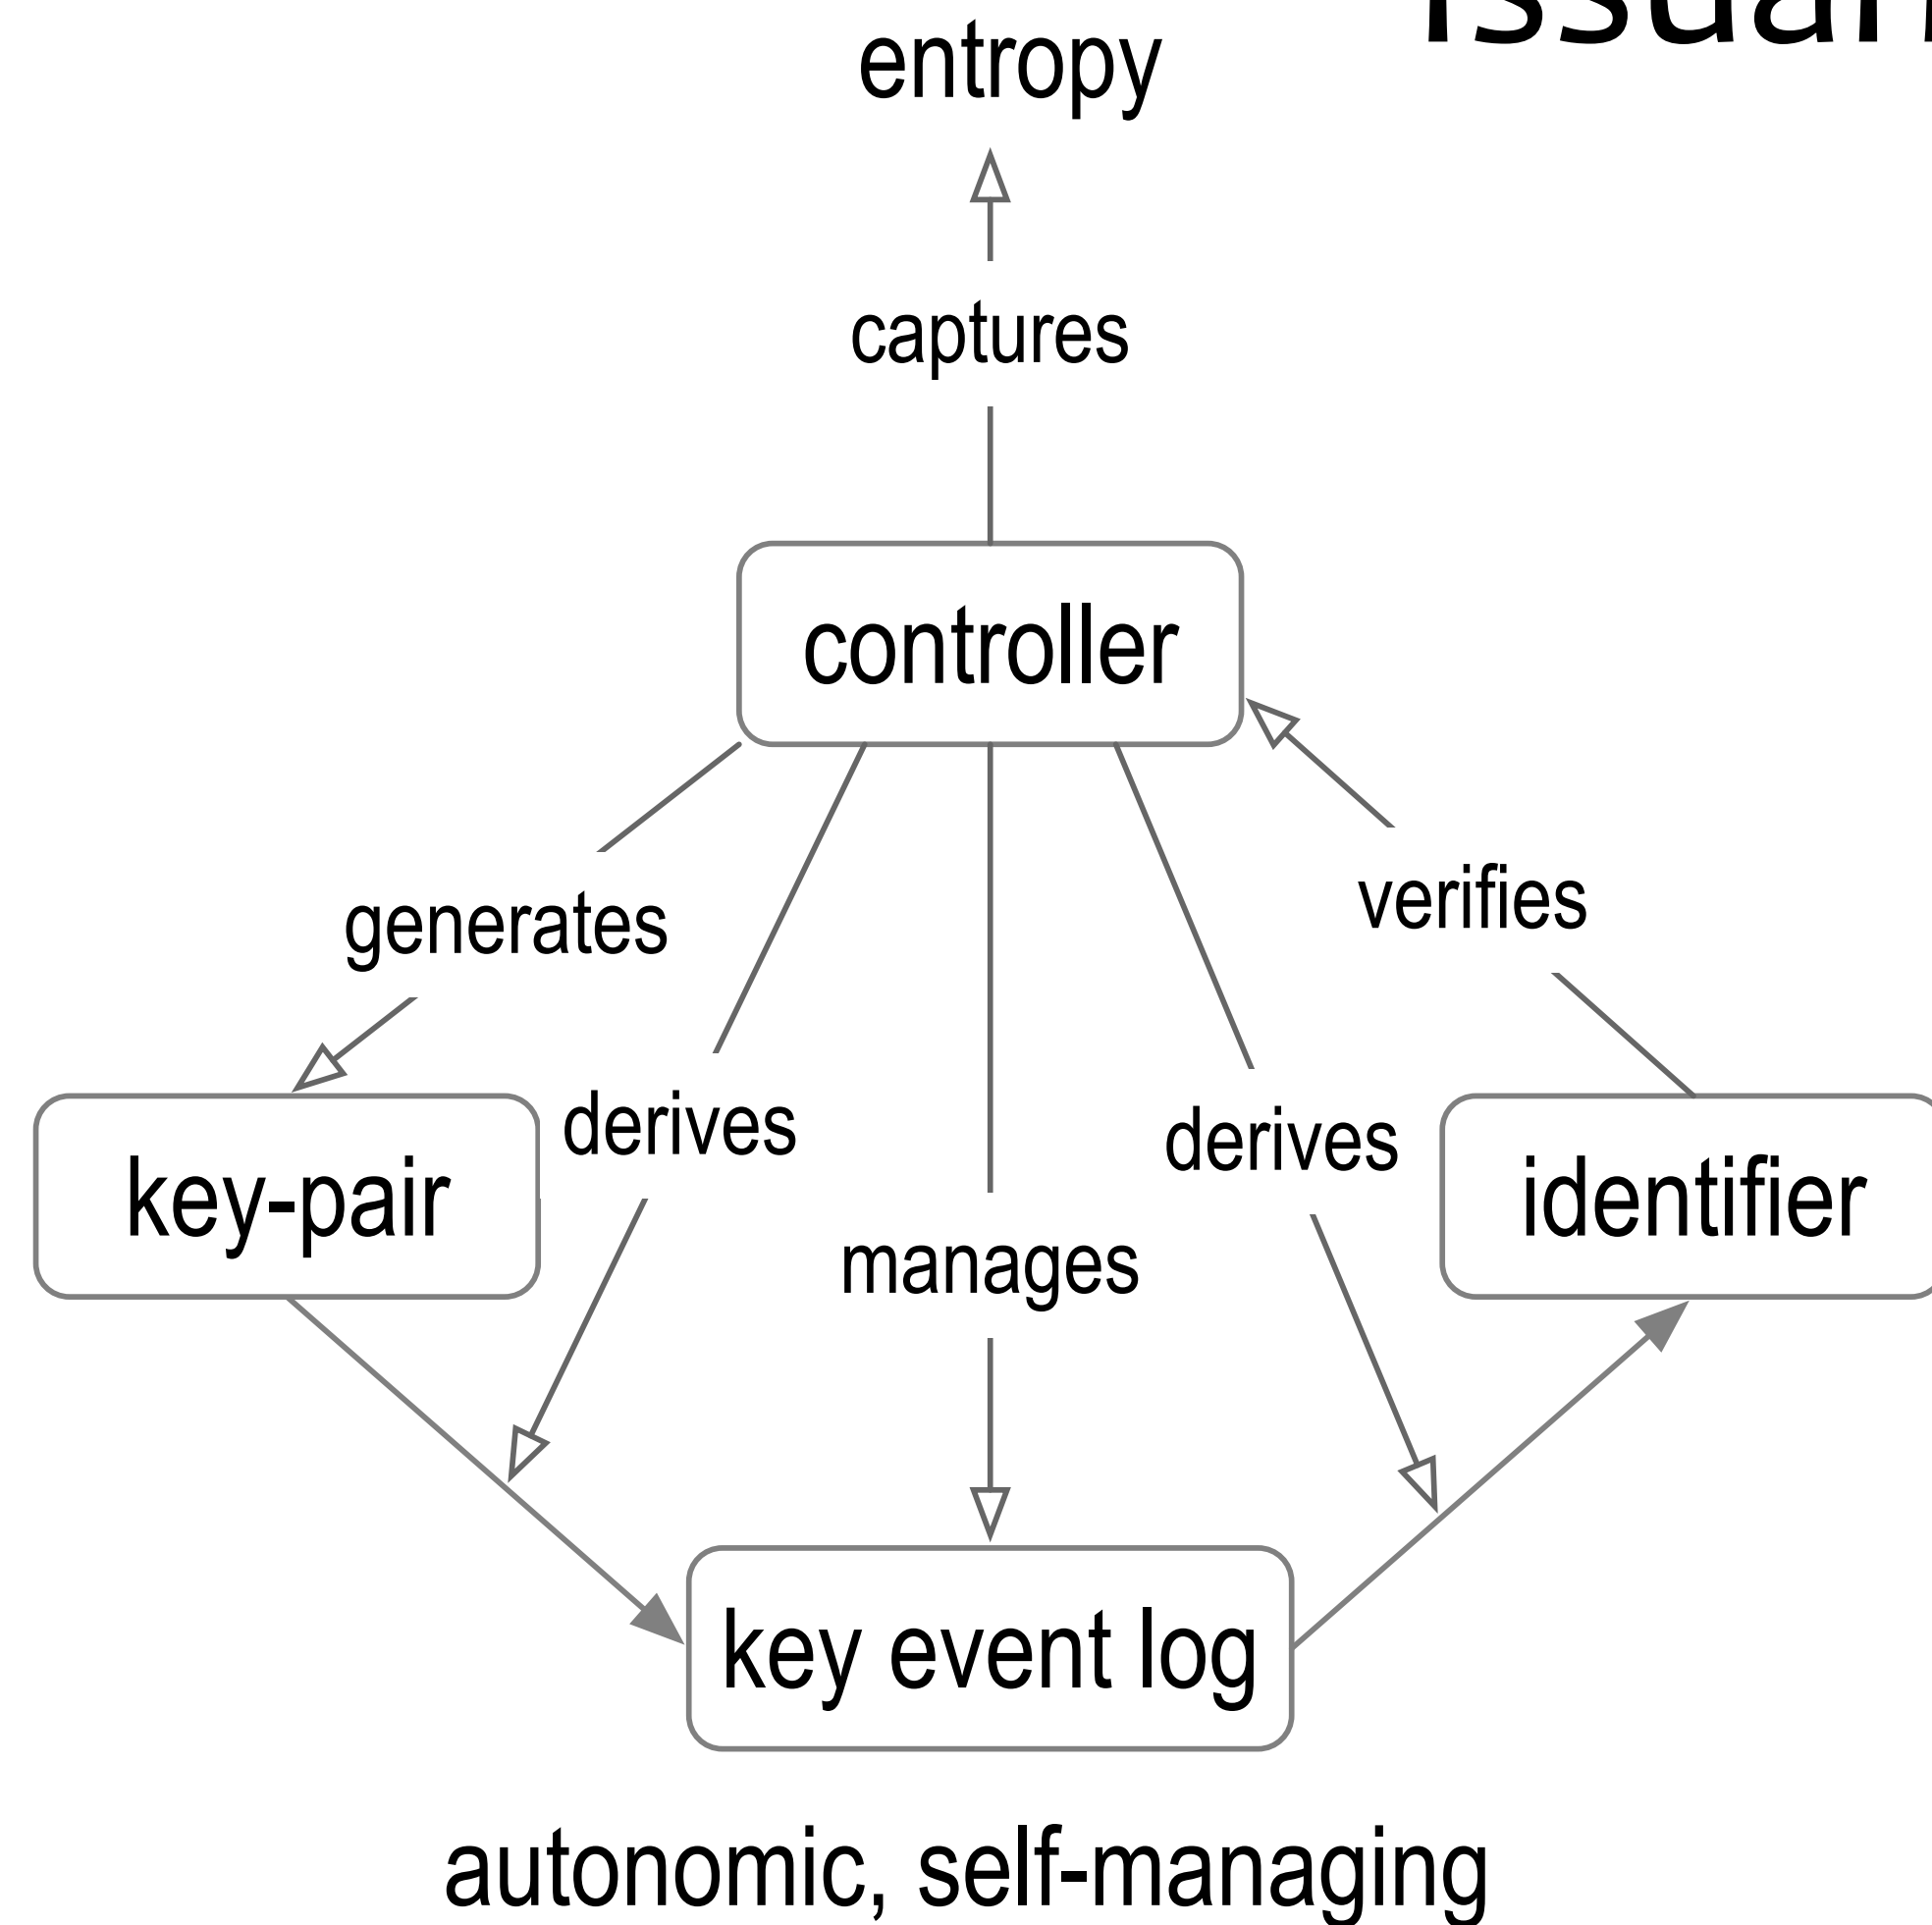 entropy
captures
controller
generates
verifies
derives
derives
key-pair
identifier
manages
key event log
autonomic, self-managing